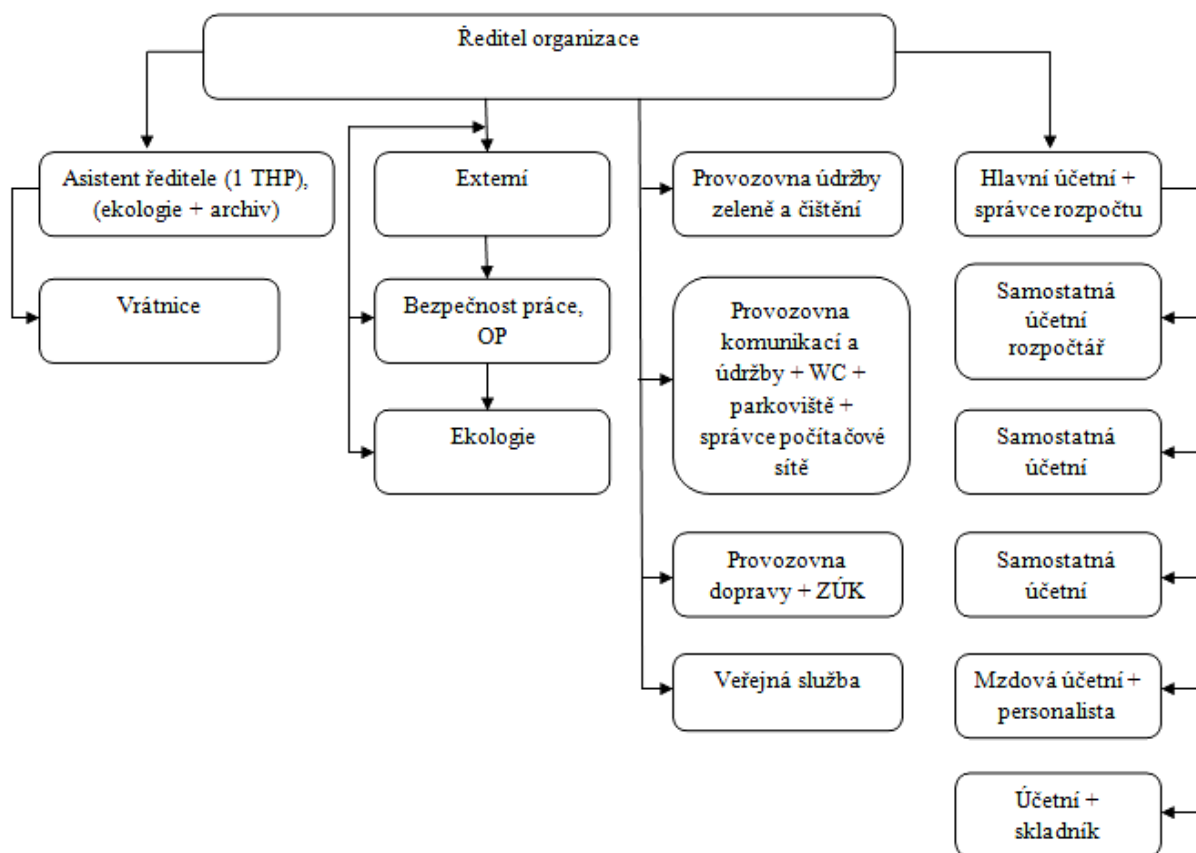 Ředitel organizace
Asistent ředitele (1 THP),
(ekologie + archiv)
Vrátnice
Externí
Bezpečnost práce,
OP
Ekologie
Provozovna údržby
zeleně a čištění
Provozovna
komunikací a
údržby + WC +
parkoviště +
správce počítačové
sítě
Provozovna
dopravy + ZÚK
Veřejná služba
Hlavní účetní +
správce rozpočtu
Samostatná
účetní
rozpočtář
Samostatná
účetní
Samostatná
účetní
Mzdová účetní +
personalista
Účetní +
skladník